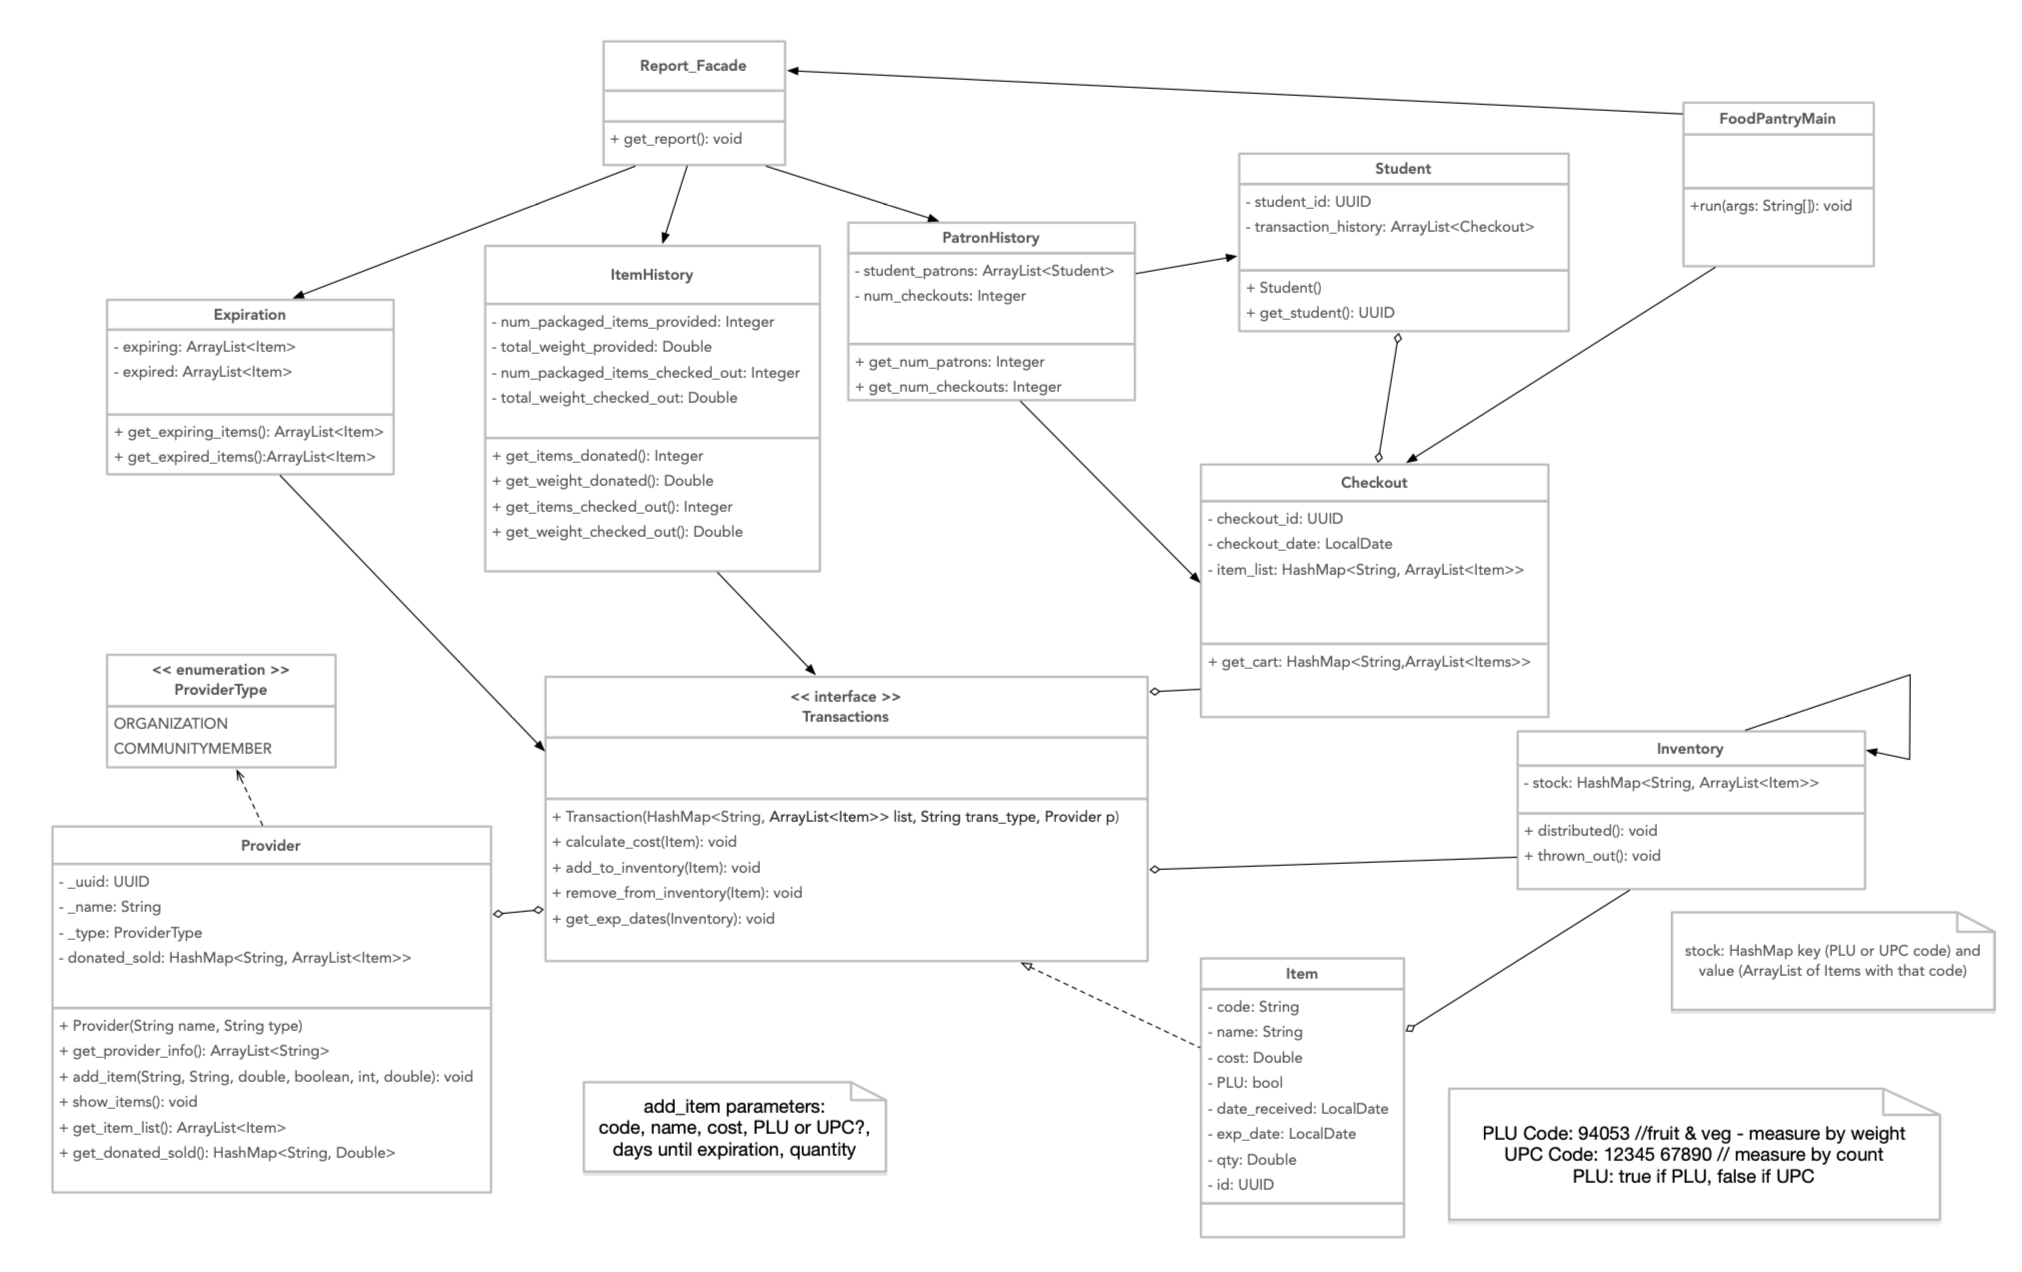 Report_Facade
+ get_report(): void
FoodPantryMain
+run(args: String[]): void
Student
- student_id: UUID
- transaction_history: ArrayList<Checkout>
+ Student()
+ get_student(): UUID
PatronHistory
- student_patrons: ArrayList<Student>
- num_checkouts: Integer
+ get_num_patrons: Integer
+ get_num_checkouts: Integer
ItemHistory
- num_packaged_items_provided: Integer
- total_weight_provided: Double
- num_packaged_items_checked_out: Integer
- total_weight_checked_out: Double
+ get_items_donated(): Integer
+ get_weight_donated(): Double
+ get_items_checked_out(): Integer
+ get_weight_checked_out(): Double
Expiration
- expiring: ArrayList<Item>
- expired: ArrayList<Item>
+ get_expiring_items(): ArrayList<Item>
+ get_expired_items():ArrayList<Item>
Checkout
- checkout_id: UUID
- checkout_date: LocalDate
- item_list: HashMap<String, ArrayList<Item>>
+ get_cart: HashMap<String,ArrayList<Items>>
<< enumeration >>
ProviderType
ORGANIZATION
COMMUNITYMEMBER
<< interface >>
Transactions
+ Transaction(HashMap<String, ArrayList<Item>> list, String trans_type, Provider p)
+ calculate_cost(Item): void
+ add_to_inventory(Item): void
+ remove_from_inventory(Item): void
+ get_exp_dates(Inventory): void
Inventory
- stock: HashMap<String, ArrayList<Item>>
+ distributed(): void
+ thrown_out(): void
Provider
- _uuid: UUID
- _name: String
- _type: ProviderType
- donated_sold: HashMap<String, ArrayList<Item>>
+ Provider(String name, String type)
+ get_provider_info(): ArrayList<String>
+ add_item(String, String, double, boolean, int, double): void
+ show_items(): void
+ get_item_list(): ArrayList<Item>
+ get_donated_sold(): HashMap<String, Double>
stock: HashMap key (PLU or UPC code) and
value (ArrayList of Items with that code)
Item
- code: String
- name: String
- cost: Double
- PLU: bool
- date_received: LocalDate
- exp_date: LocalDate
- qty: Double
- id: UUID
add_item parameters:
code, name, cost, PLU or UPC?,
days until expiration, quantity
PLU Code: 94053 //fruit & veg - measure by weight
UPC Code: 12345 67890 // measure by count
PLU: true if PLU, false if UPC